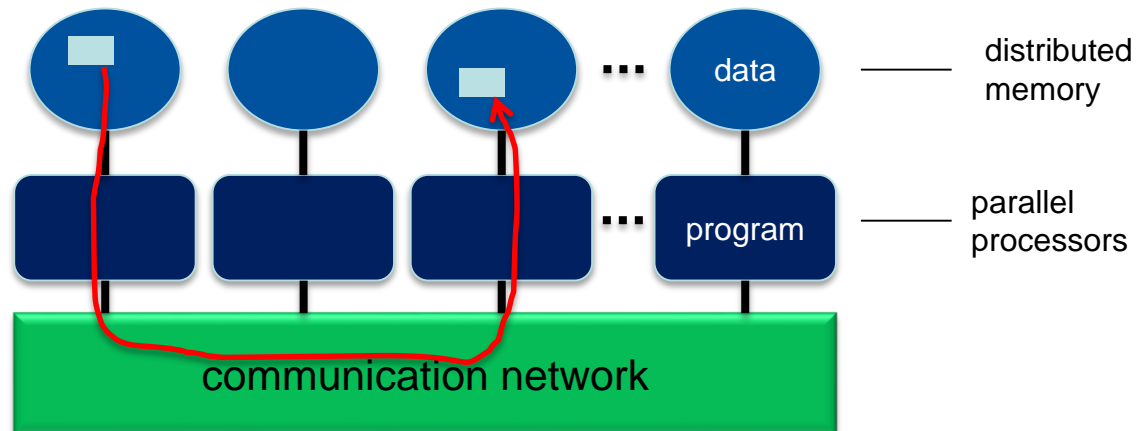 ... data
distributed
memory
... program
parallel
processors
communication network